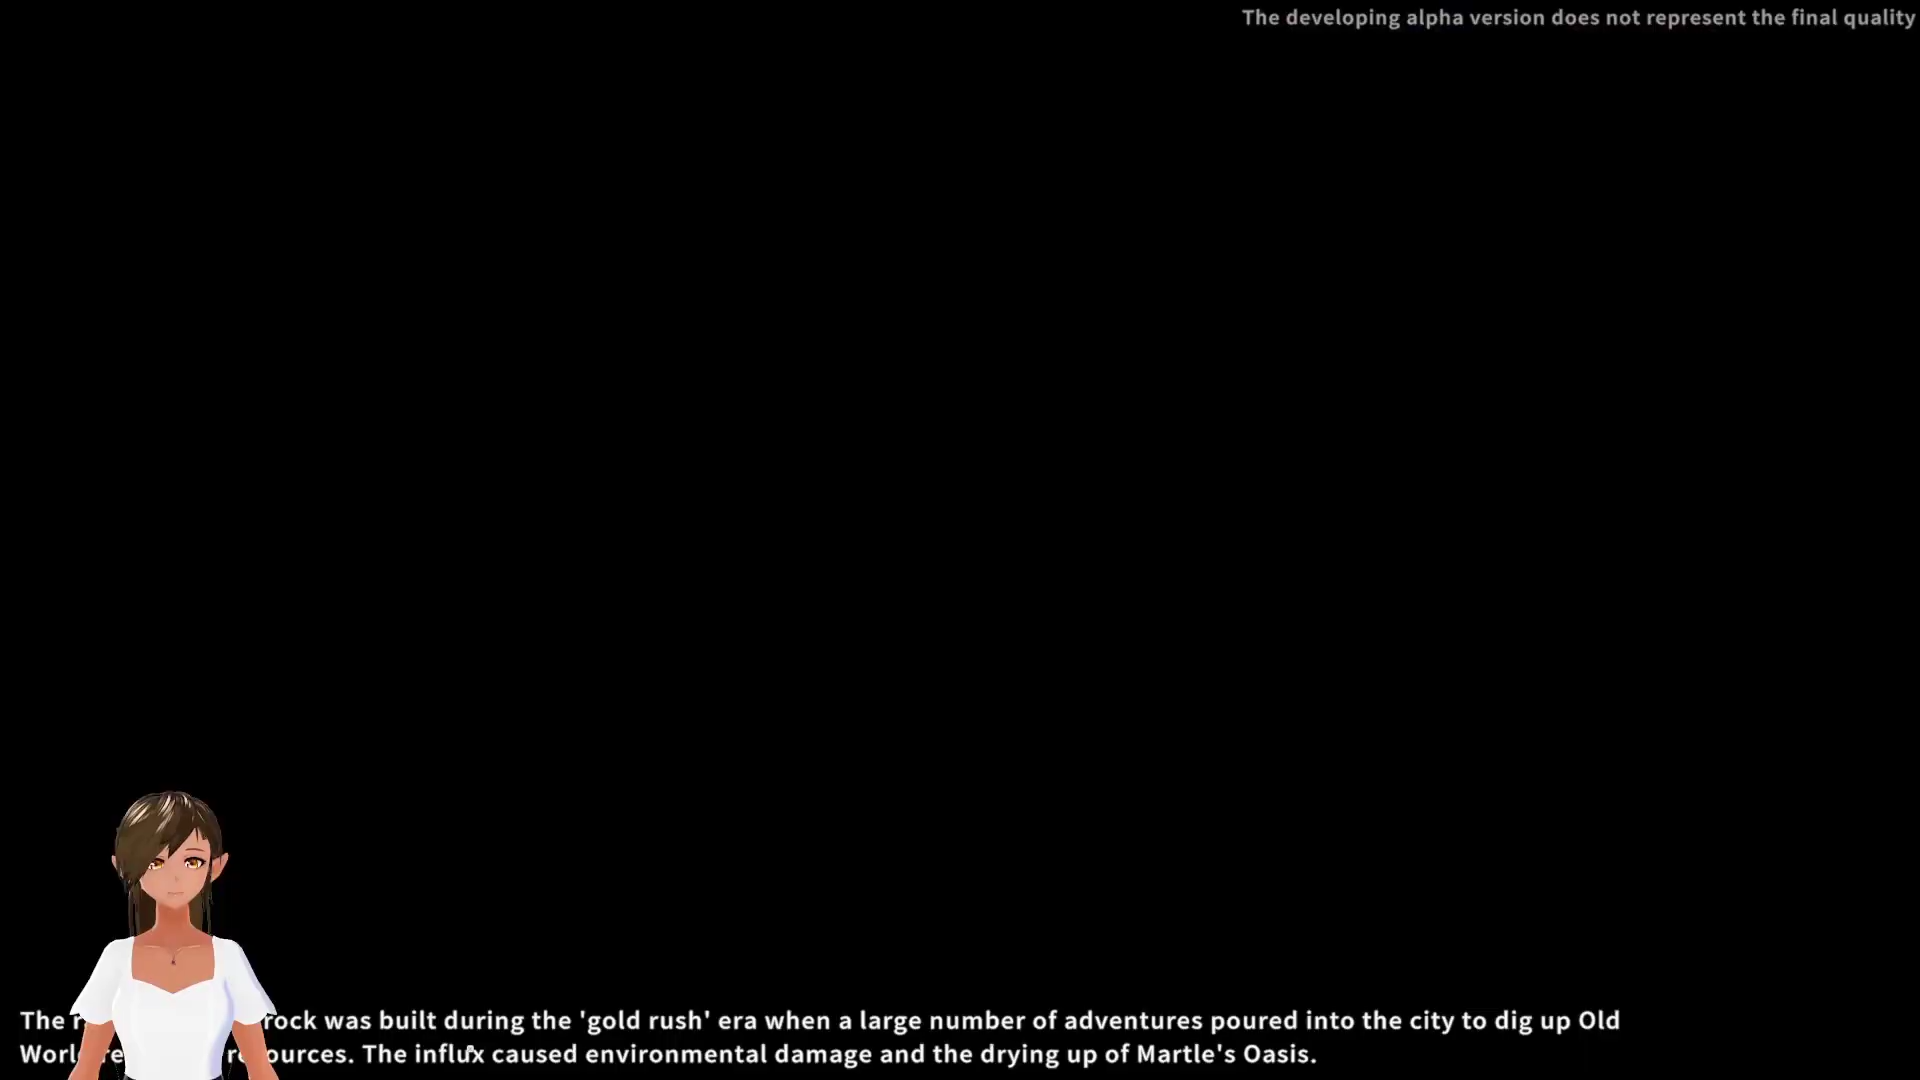 The developing alpha version does not represent the final quality
The rock was built during the 'gold rush' era when a large number of adventures poured into the city to dig up Old
ources. The influx caused environmental damage and the drying up of Martle's Oasis.